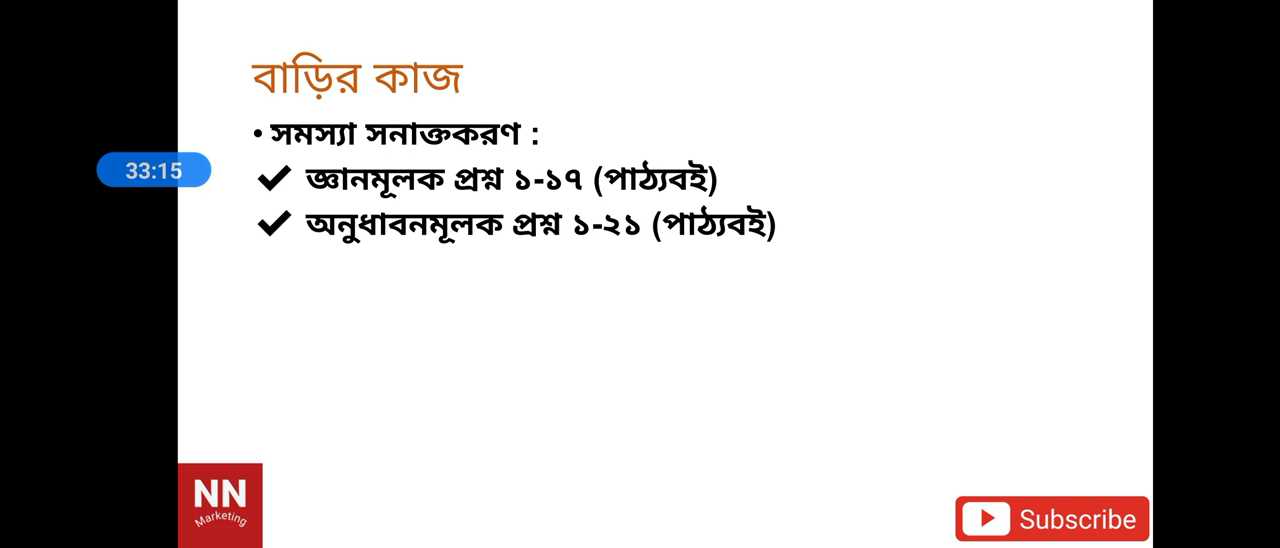 বাড়ির কাজ
• সমস্যা সনাক্তকরণ :
✔ জ্ঞানমূলক প্রশ্ন ১-১৭ (পাঠ্যবই)
33:15
✔ অনুধাবনমূলক প্রশ্ন ১-২১ (পাঠ্যবই)
NN
Marketing
Subscribe